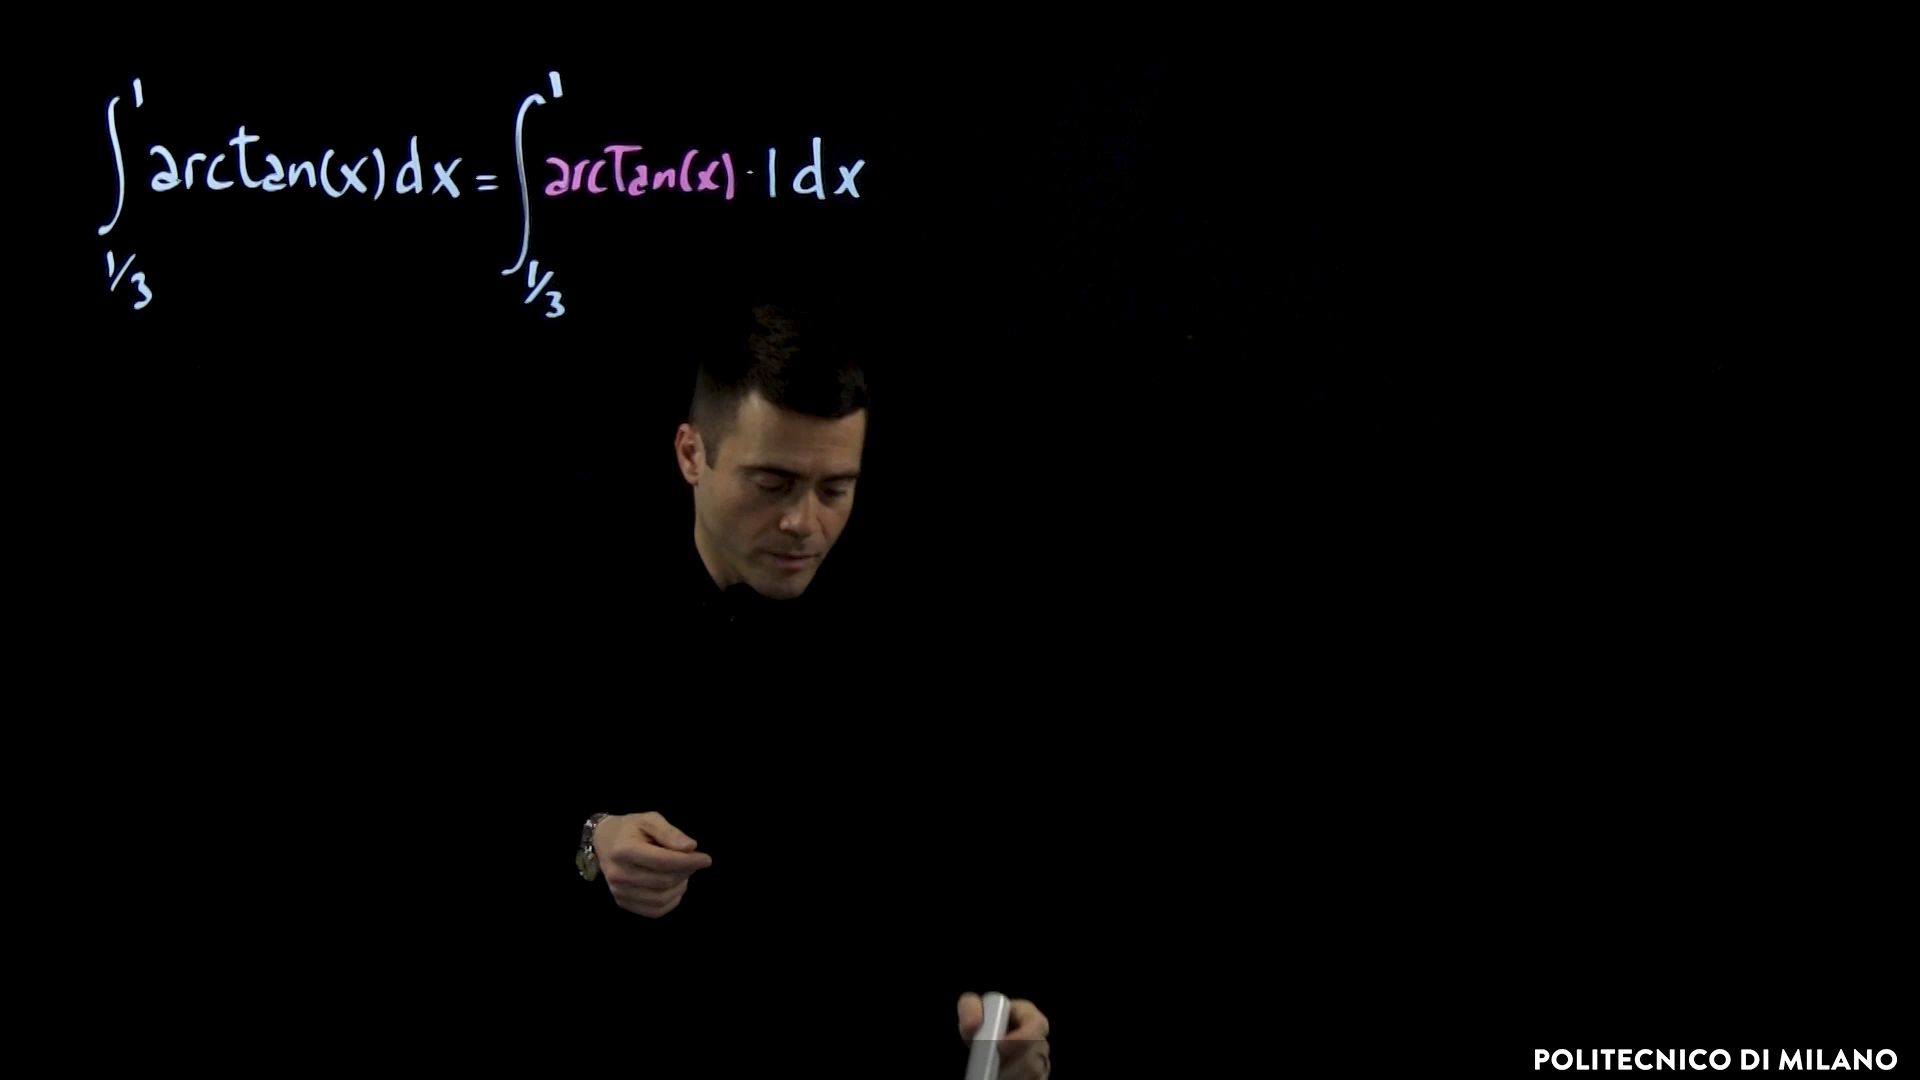 ∫_{1/3}^{1} arctan(x) dx = ∫_{1/3}^{1} arctan(x) · 1 dx
POLITECNICO DI MILANO